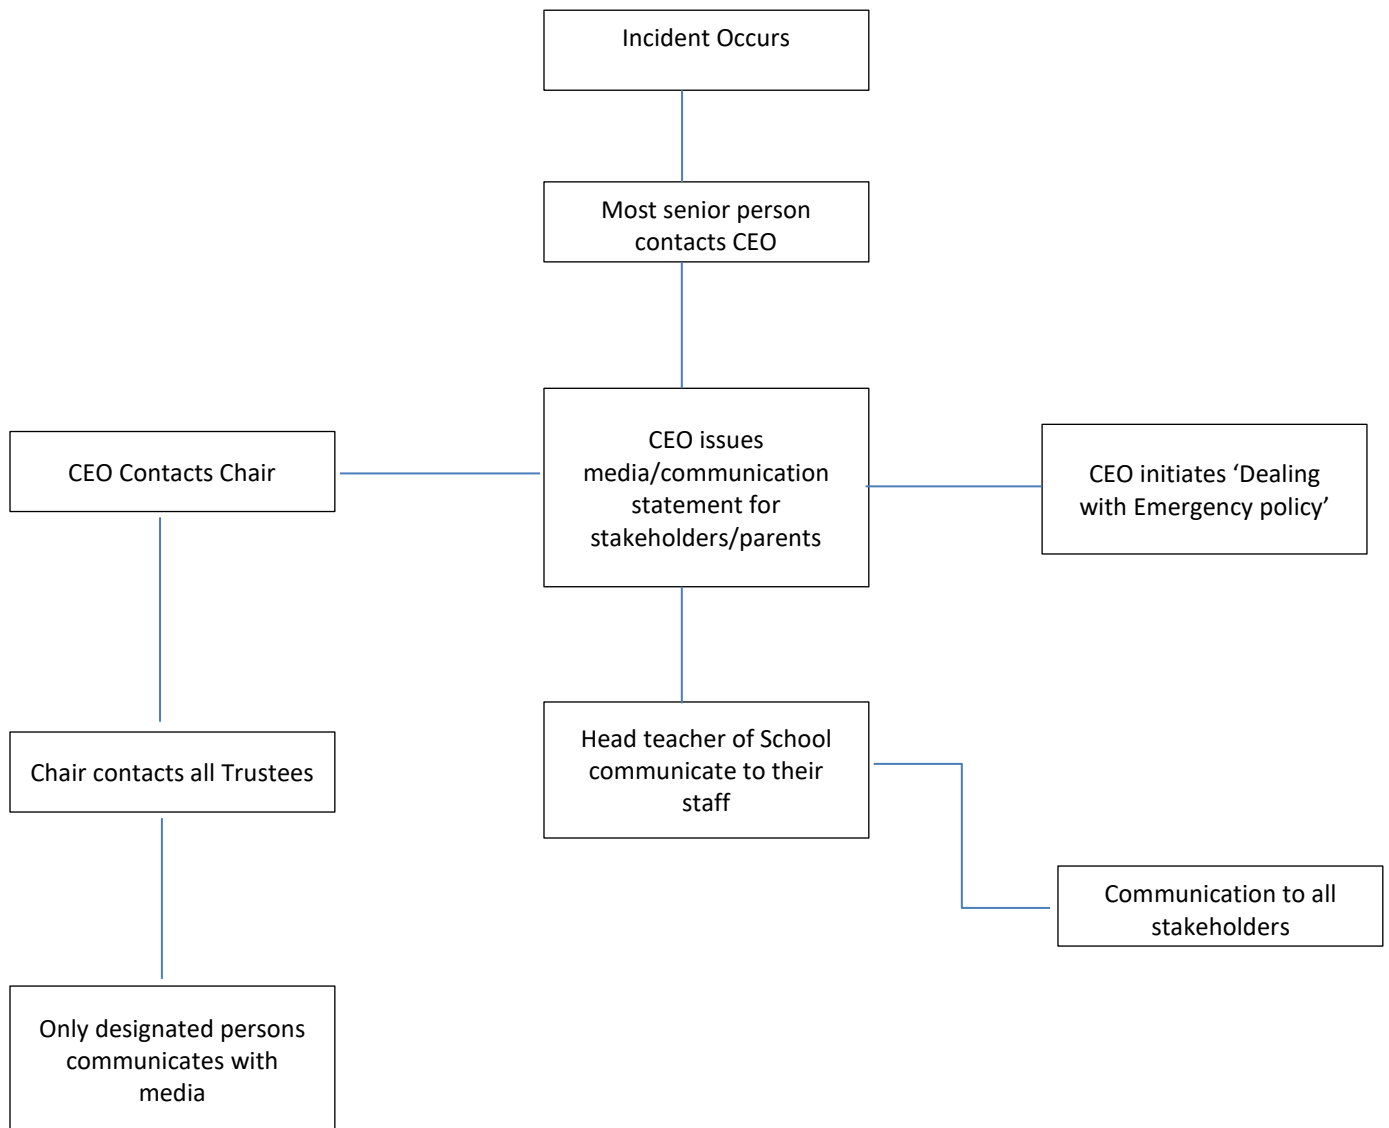 Incident Occurs
Most senior person
contacts CEO
CEO issues
media/communication
statement for
stakeholders/parents
CEO Contacts Chair
CEO initiates ‘Dealing
with Emergency policy’
Head teacher of School
communicate to their
staff
Chair contacts all Trustees
Communication to all
stakeholders
Only designated persons
communicates with
media